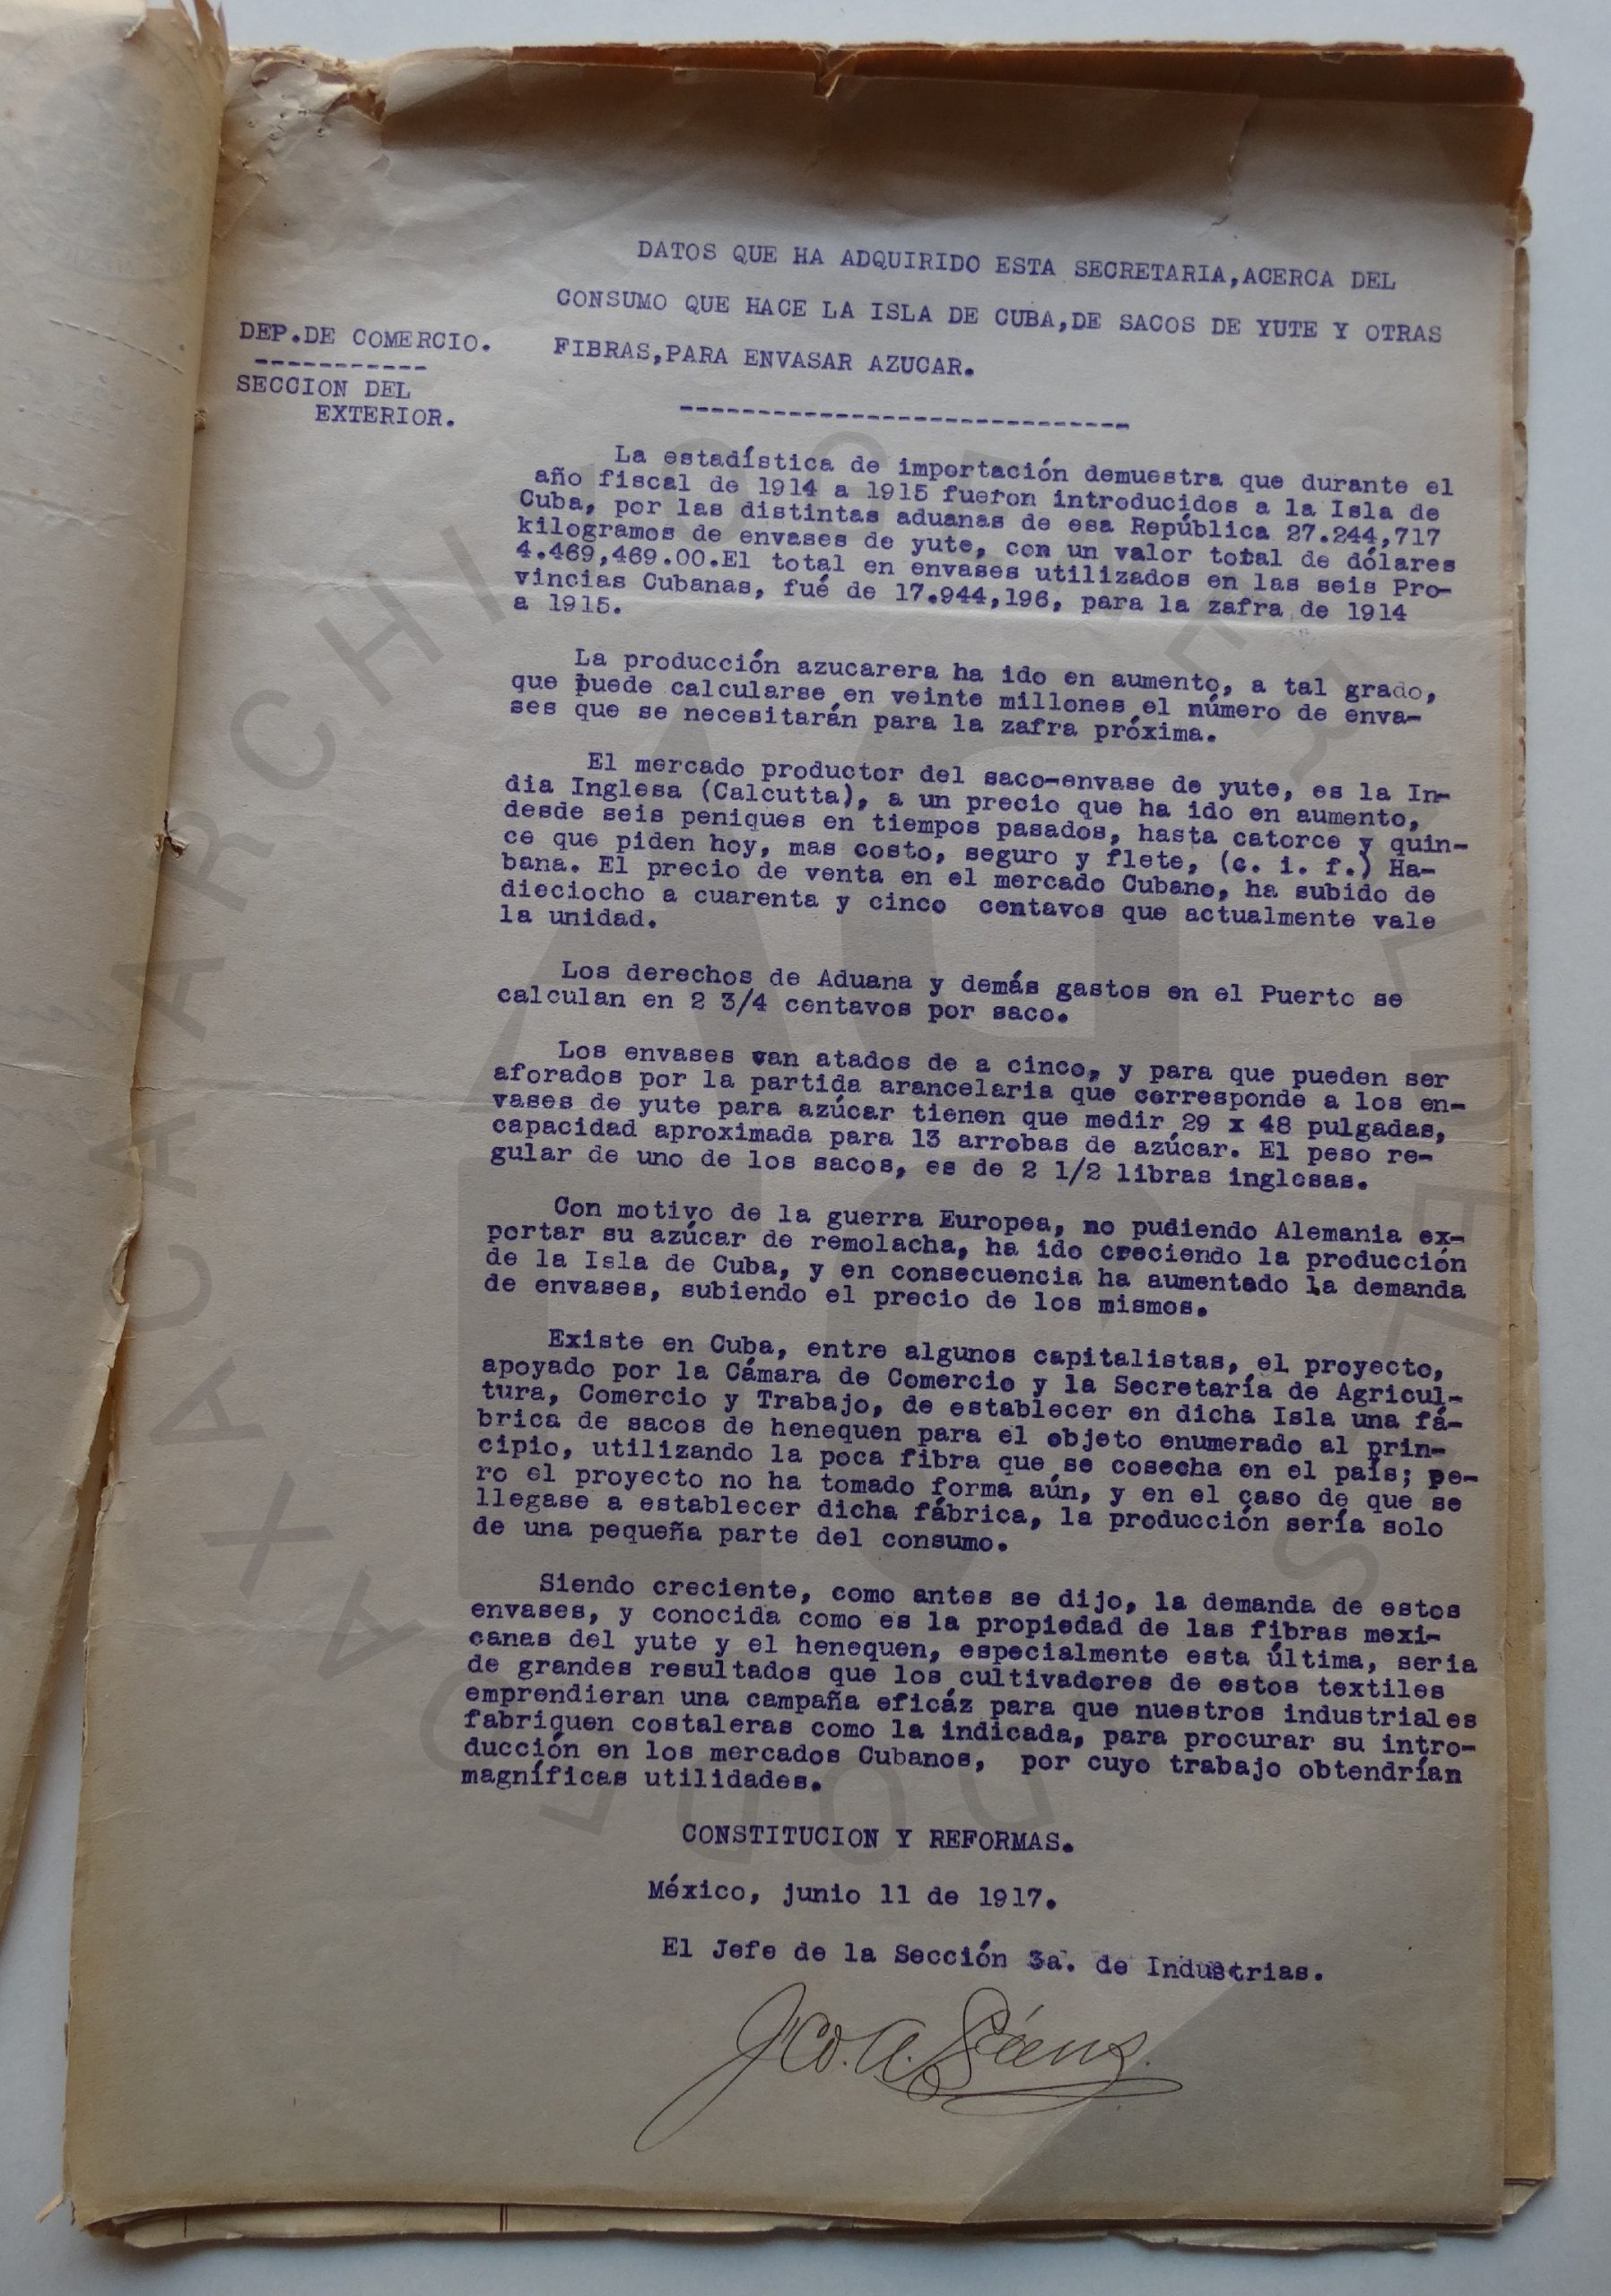 DATOS QUE HA ADQUIRIDO ESTA SECRETARIA,ACERCA DEL
CONSUMO QUE HACE LA ISLA DE CUBA,DE SACOS DE YUTE Y OTRAS
FIBRAS,PARA ENVASAR AZUCAR.
DEP.DE COMERCIO.
-----------
SECCION DEL
EXTERIOR.
-----------------------------
La estadística de importación demuestra que durante el
año fiscal de 1914 a 1915 fueron introducidos a la Isla de
Cuba, por las distintas aduanas de esa República 27.244,717
kilogramos de envases de yute, con un valor total de dólares
4.469,469.00.El total en envases utilizados en las seis Pro-
vincias Cubanas, fué de 17.944,196, para la zafra de 1914
a 1915.
La producción azucarera ha ido en aumento, a tal grado,
que puede calcularse en veinte millones el número de enva-
ses que se necesitarán para la zafra próxima.
El mercado productor del saco-envase de yute, es la In-
dia Inglesa (Calcutta), a un precio que ha ido en aumento,
desde seis peniques en tiempos pasados, hasta catorce y quin-
ce que piden hoy, mas costo, seguro y flete, (c. i. f.) Ha-
bana. El precio de venta en el mercado Cubano, ha subido de
dieciocho a cuarenta y cinco centavos que actualmente vale
la unidad.
Los derechos de Aduana y demás gastos en el Puerto se
calculan en 2 3/4 centavos por saco.
Los envases van atados de a cinco, y para que pueden ser
aforados por la partida arancelaria que corresponde a los en-
vases de yute para azúcar tienen que medir 29 x 48 pulgadas,
capacidad aproximada para 13 arrobas de azúcar. El peso re-
gular de uno de los sacos, es de 2 1/2 libras inglesas.
Con motivo de la guerra Europea, no pudiendo Alemania ex-
portar su azúcar de remolacha, ha ido creciendo la producción
de la Isla de Cuba, y en consecuencia ha aumentado la demanda
de envases, subiendo el precio de los mismos.
Existe en Cuba, entre algunos capitalistas, el proyecto,
apoyado por la Cámara de Comercio y la Secretaría de Agricul-
tura, Comercio y Trabajo, de establecer en dicha Isla una fá-
brica de sacos de henequen para el objeto enumerado al prin-
cipio, utilizando la poca fibra que se cosecha en el país; pe-
ro el proyecto no ha tomado forma aún, y en el caso de que se
llegase a establecer dicha fábrica, la producción sería solo
de una pequeña parte del consumo.
Siendo creciente, como antes se dijo, la demanda de estos
envases, y conocida como es la propiedad de las fibras mexi-
canas del yute y el henequen, especialmente esta última, seria
de grandes resultados que los cultivadores de estos textiles
emprendieran una campaña eficáz para que nuestros industriales
fabriquen costaleras como la indicada, para procurar su intro-
ducción en los mercados Cubanos, por cuyo trabajo obtendrían
magníficas utilidades.
CONSTITUCION Y REFORMAS.
México, junio 11 de 1917.
El Jefe de la Sección 3a. de Industrias.